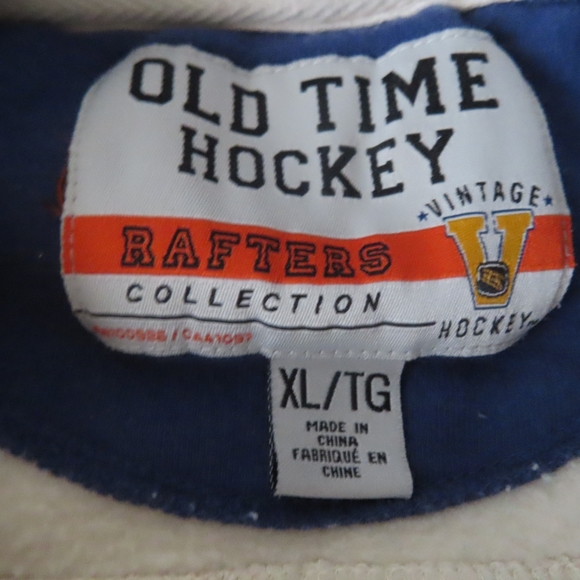 OLD TIME
HOCKEY
RAFTERS
COLLECTION
VINTAGE
V
HOCKEY
XL/TG
MADE IN
CHINA
FABRIQUÉ EN
CHINE